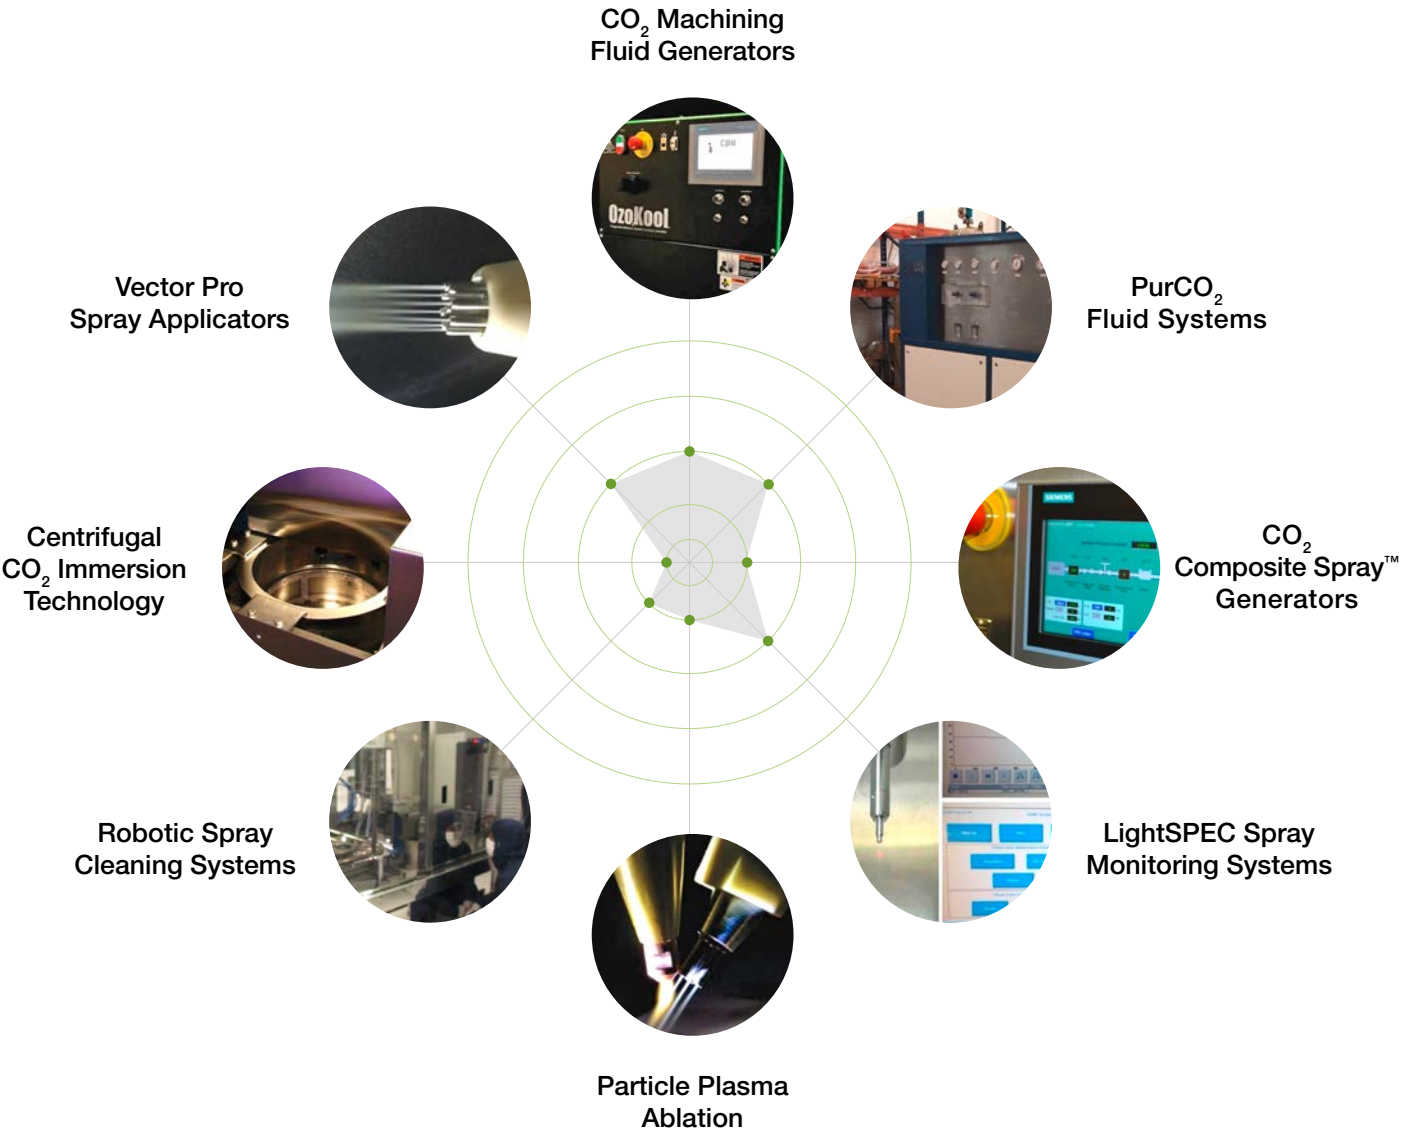 CO₂ Machining
Fluid Generators
OzoKool
Vector Pro
Spray Applicators
PurCO₂
Fluid Systems
Centrifugal
CO₂ Immersion
Technology
SIEMENS
CO₂
Composite Spray™
Generators
Robotic Spray
Cleaning Systems
LightSPEC Spray
Monitoring Systems
Particle Plasma
Ablation